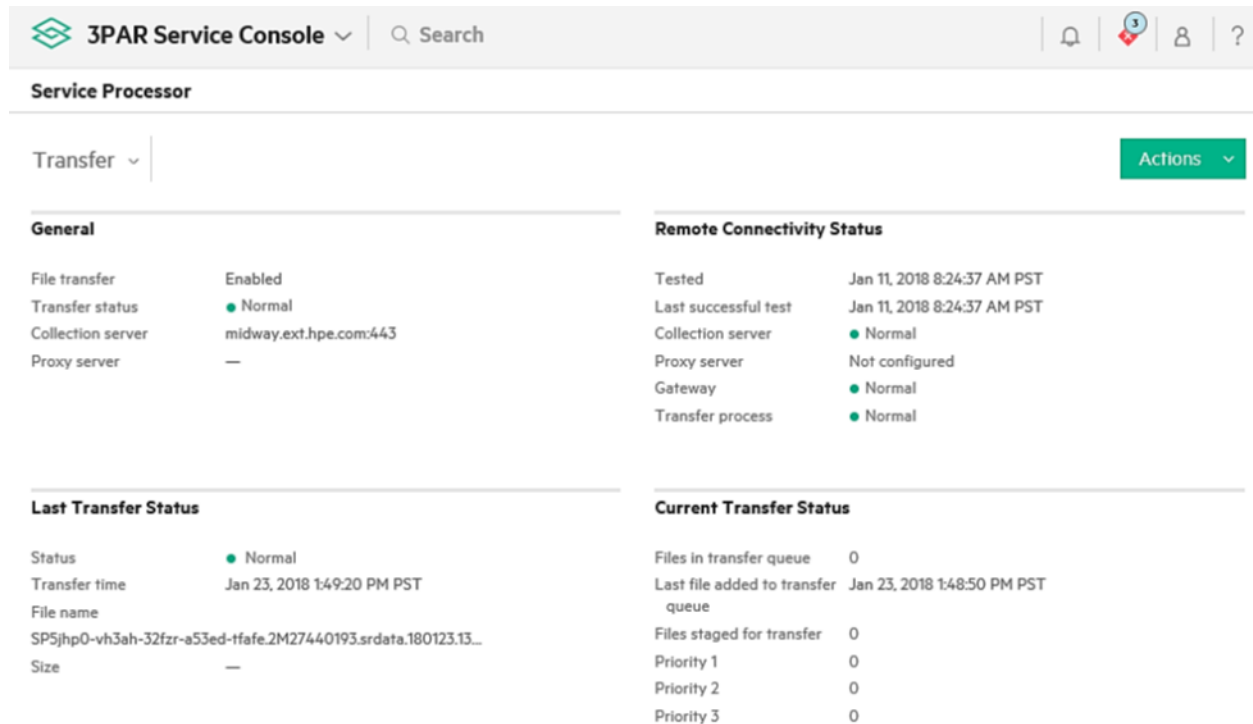 3PAR Service Console
Search
3
?
Service Processor
Transfer
Actions
General
File transfer Enabled
Transfer status Normal
Collection server midway.ext.hpe.com:443
Proxy server —
Remote Connectivity Status
Tested Jan 11, 2018 8:24:37 AM PST
Last successful test Jan 11, 2018 8:24:37 AM PST
Collection server Normal
Proxy server Not configured
Gateway Normal
Transfer process Normal
Last Transfer Status
Status Normal
Transfer time Jan 23, 2018 1:49:20 PM PST
File name
SP5jhp0-vh3ah-32fzr-a53ed-tfafe.2M27440193.srdata.180123.13...
Size —
Current Transfer Status
Files in transfer queue 0
Last file added to transfer Jan 23, 2018 1:48:50 PM PST
queue
Files staged for transfer 0
Priority 1 0
Priority 2 0
Priority 3 0